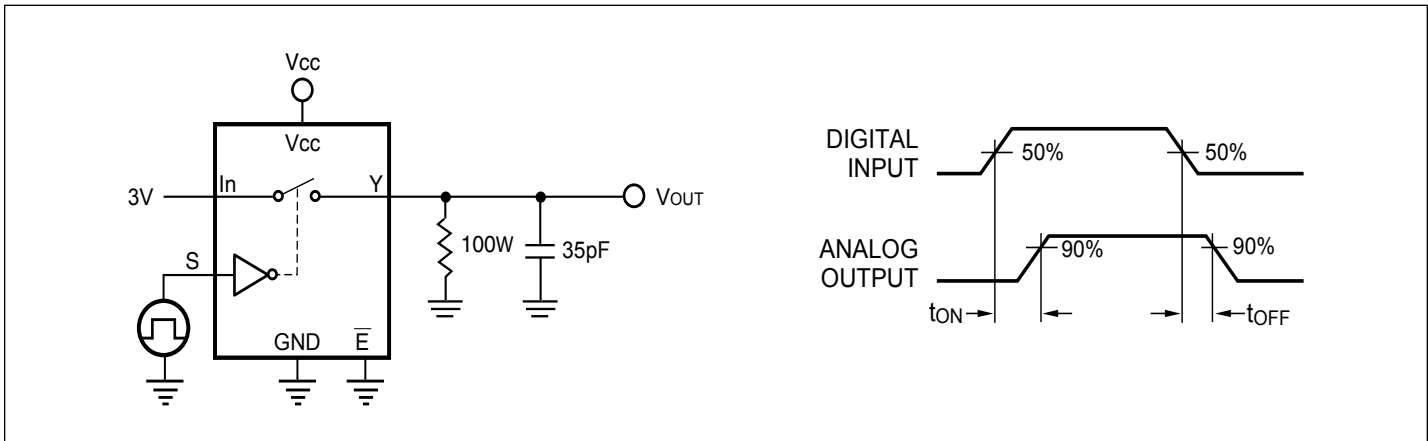 Vcc
Vcc
3V
In
Y
VOUT
100W
35pF
S
GND
E̅
DIGITAL
INPUT
50%
50%
ANALOG
OUTPUT
90%
90%
tON
tOFF